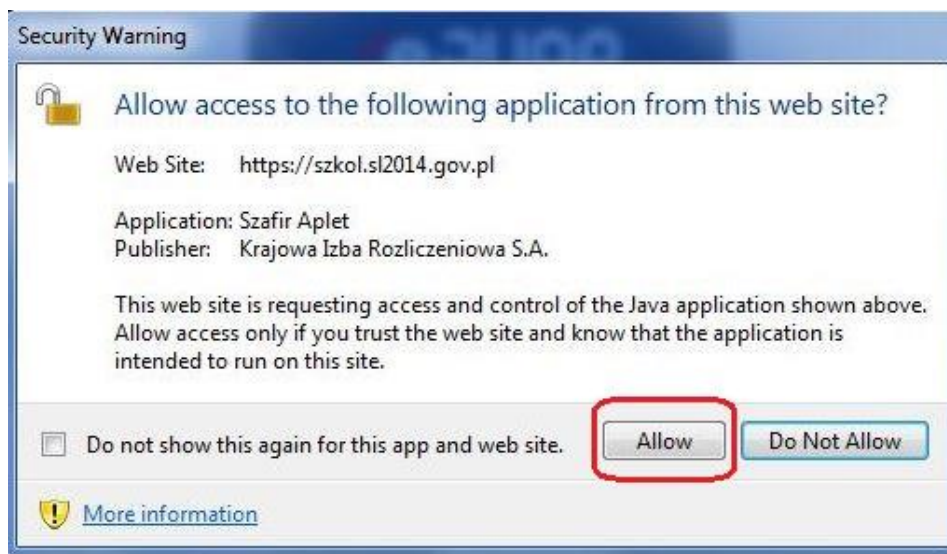 Security Warning
Allow access to the following application from this web site?
Web Site: https://szkol.sl2014.gov.pl
Application: Szafir Aplet
Publisher: Krajowa Izba Rozliczeniowa S.A.
This web site is requesting access and control of the Java application shown above.
Allow access only if you trust the web site and know that the application is
intended to run on this site.
Do not show this again for this app and web site.
Allow
Do Not Allow
More information